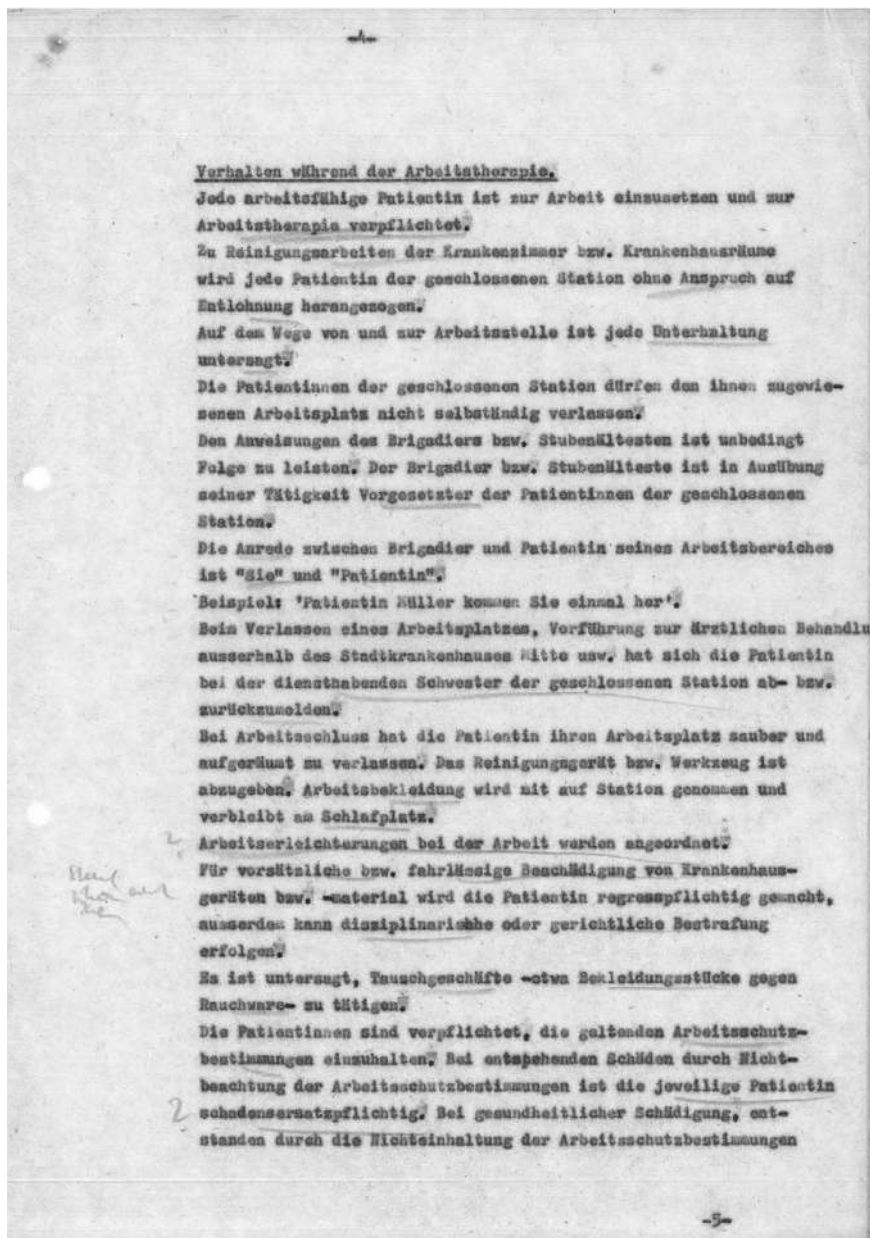 -4-
Verhalten während der Arbeitstherapie.
Jede arbeitsfähige Patientin ist zur Arbeit einzusetzen und zur
Arbeitstherapie verpflichtet.
Zu Reinigungsarbeiten der Krankenzimmer bzw. Krankenhausräume
wird jede Patientin der geschlossenen Station ohne Anspruch auf
Entlohnung herangezogen.
Auf dem Wege von und zur Arbeitsstelle ist jede Unterhaltung
untersagt.
Die Patientinnen der geschlossenen Station dürfen den ihnen zugewie-
senen Arbeitsplatz nicht selbständig verlassen.
Den Anweisungen des Brigadiers bzw. Stubenältesten ist unbedingt
Folge zu leisten. Der Brigadier bzw. Stubenälteste ist in Ausübung
seiner Tätigkeit Vorgesetzter der Patientinnen der geschlossenen
Station.
Die Anrede zwischen Brigadier und Patientin seines Arbeitsbereiches
ist "Sie" und "Patientin".
Beispiel: 'Patientin Müller kommen Sie einmal her'.
Beim Verlassen eines Arbeitsplatzes, Vorführung zur ärztlichen Behandlu
ausserhalb des Stadtkrankenhauses Mitte usw. hat sich die Patientin
bei der diensthabenden Schwester der geschlossenen Station ab- bzw.
zurückzumelden.
Bei Arbeitsschluss hat die Patientin ihren Arbeitsplatz sauber und
aufgeräumt zu verlassen. Das Reinigungsgerät bzw. Werkzeug ist
abzugeben. Arbeitsbekleidung wird mit auf Station genommen und
verbleibt am Schlafplatz.
? Arbeitserleichterungen bei der Arbeit werden angeordnet.
Für vorsätzliche bzw. fahrlässige Beschädigung von Krankenhaus-
geräten bzw. -material wird die Patientin regresspflichtig gemacht,
ausserdem kann disziplinarishhe oder gerichtliche Bestrafung
erfolgen.
Es ist untersagt, Tauschgeschäfte -etwa Bekleidungsstücke gegen
Rauchware- zu tätigen.
Die Patientinnen sind verpflichtet, die geltenden Arbeitsschutz-
bestimmungen einzuhalten. Bei entspehenden Schäden durch Nicht-
beachtung der Arbeitsschutzbestimmungen ist die jeweilige Patientin
? schadensersatzpflichtig. Bei gesundheitlicher Schädigung, ent-
standen durch die Nichteinhaltung der Arbeitsschutzbestimmungen
-5-